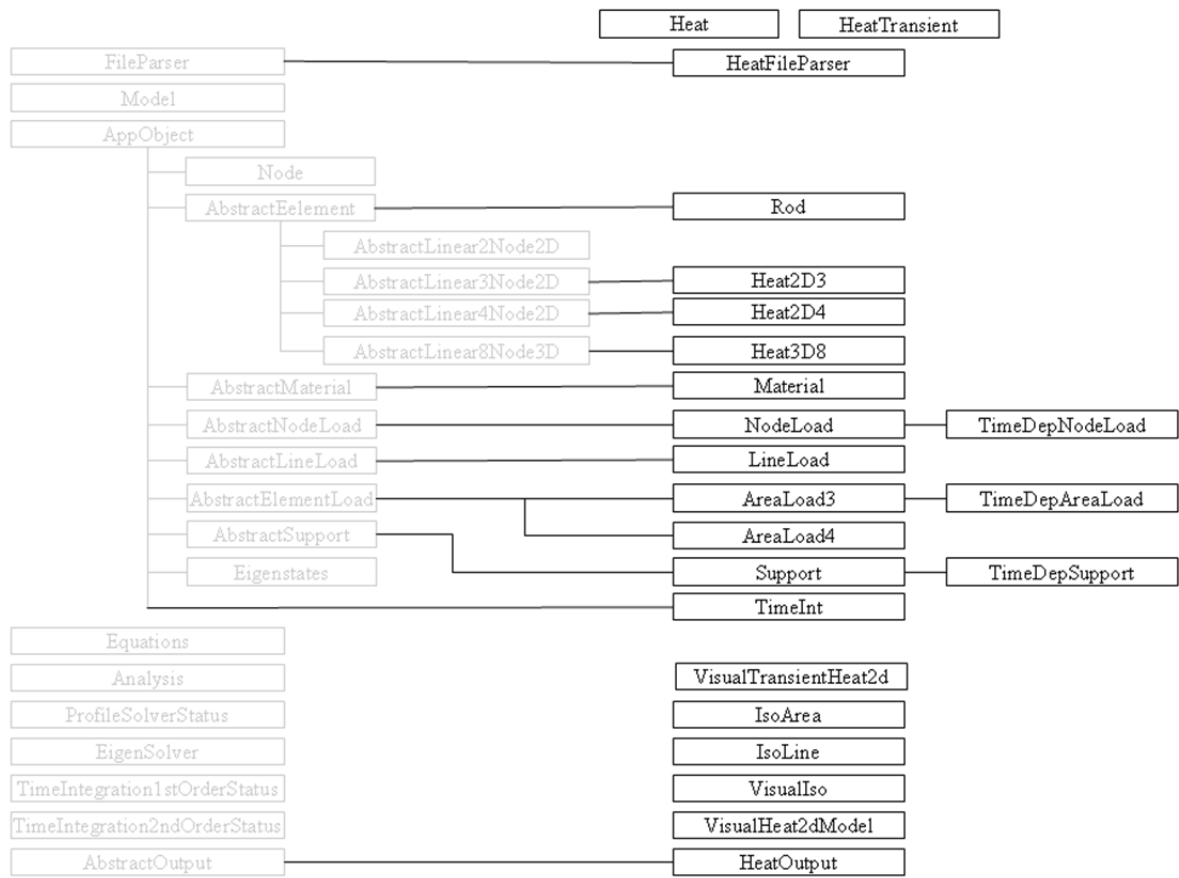 Heat HeatTransient
FileParser HeatFileParser
Model
AppObject
Node
AbstractEelement Rod
AbstractLinear2Node2D
AbstractLinear3Node2D Heat2D3
AbstractLinear4Node2D Heat2D4
AbstractLinear8Node3D Heat3D8
AbstractMaterial Material
AbstractNodeLoad NodeLoad TimeDepNodeLoad
AbstractLineLoad LineLoad
AbstractElementLoad AreaLoad3 TimeDepAreaLoad
AbstractSupport AreaLoad4
Eigenstates Support TimeDepSupport
TimeInt
Equations
Analysis VisualTransientHeat2d
ProfileSolverStatus IsoArea
EigenSolver IsoLine
TimeIntegration1stOrderStatus VisualIso
TimeIntegration2ndOrderStatus VisualHeat2dModel
AbstractOutput HeatOutput